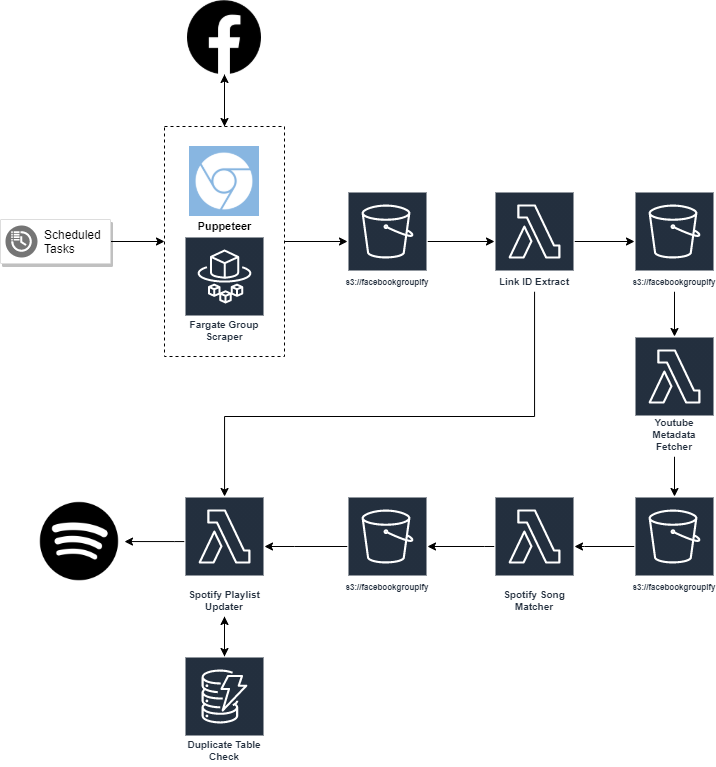 Puppeteer
Scheduled
Tasks
Fargate Group
Scraper
s3://facebookgroupify
Link ID Extract
s3://facebookgroupify
Youtube
Metadata
Fetcher
Spotify Playlist
Updater
s3://facebookgroupify
Spotify Song
Matcher
s3://facebookgroupify
Duplicate Table
Check